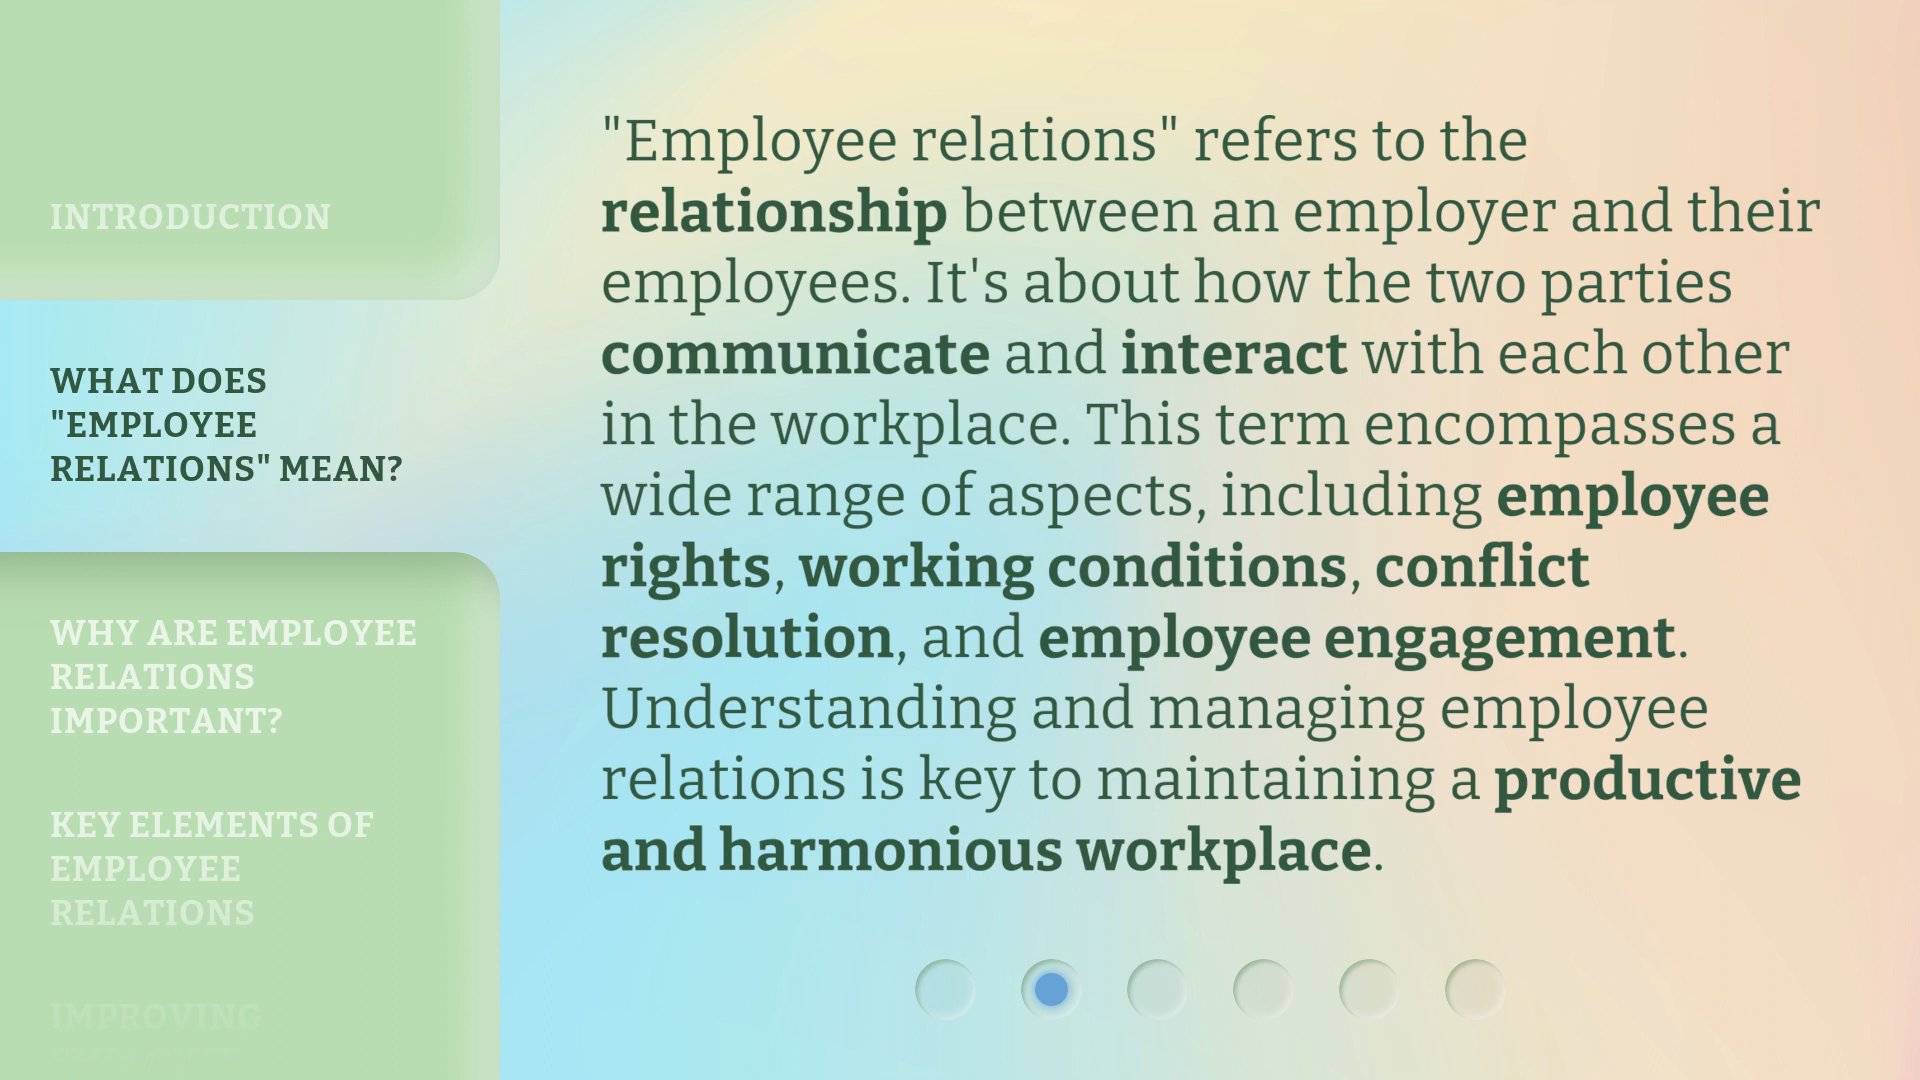 INTRODUCTION
WHAT DOES
"EMPLOYEE
RELATIONS" MEAN?
WHY ARE EMPLOYEE
RELATIONS
IMPORTANT?
KEY ELEMENTS OF
EMPLOYEE
RELATIONS
IMPROVING
"Employee relations" refers to the
relationship between an employer and their
employees. It's about how the two parties
communicate and interact with each other
in the workplace. This term encompasses a
wide range of aspects, including employee
rights, working conditions, conflict
resolution, and employee engagement.
Understanding and managing employee
relations is key to maintaining a productive
and harmonious workplace.